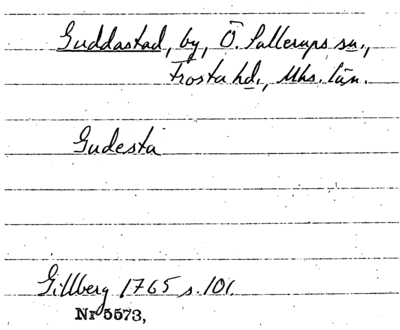 Guddastad, by, Ö. Sallerups sn.,
Frosta hd., Mhs. län.
Gudesta
Gillberg 1765 s. 101.
Nr 5573,